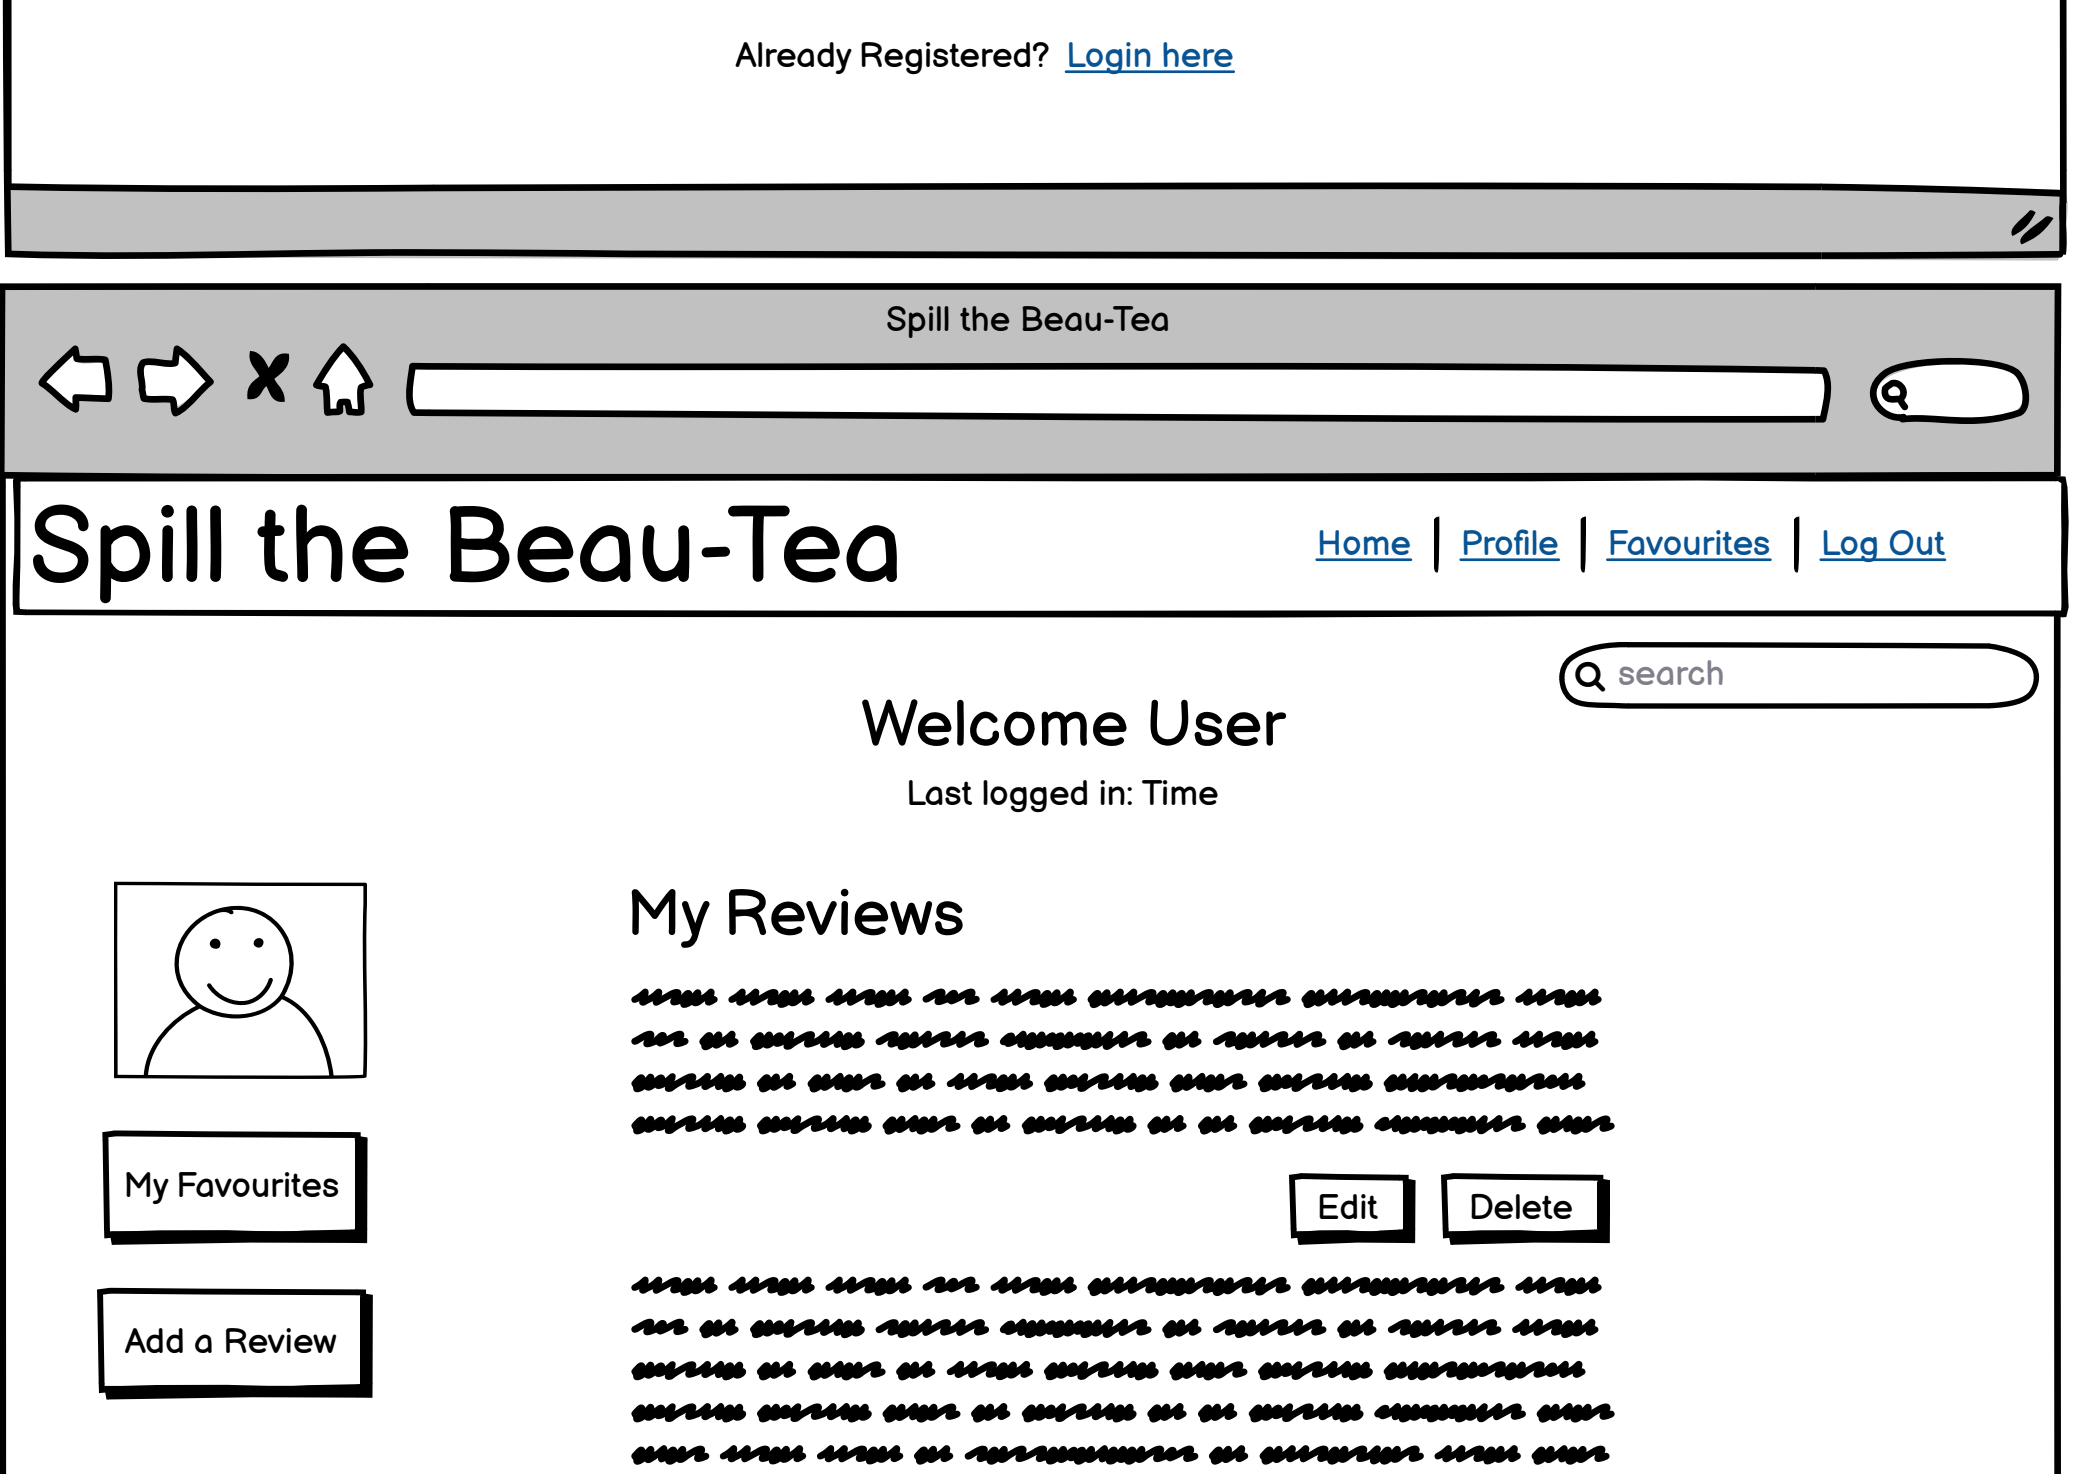 Already Registered? Login here
Spill the Beau-Tea
Spill the Beau-Tea
Home | Profile | Favourites | Log Out
search
Welcome User
Last logged in: Time
My Reviews
My Favourites
Edit Delete
Add a Review